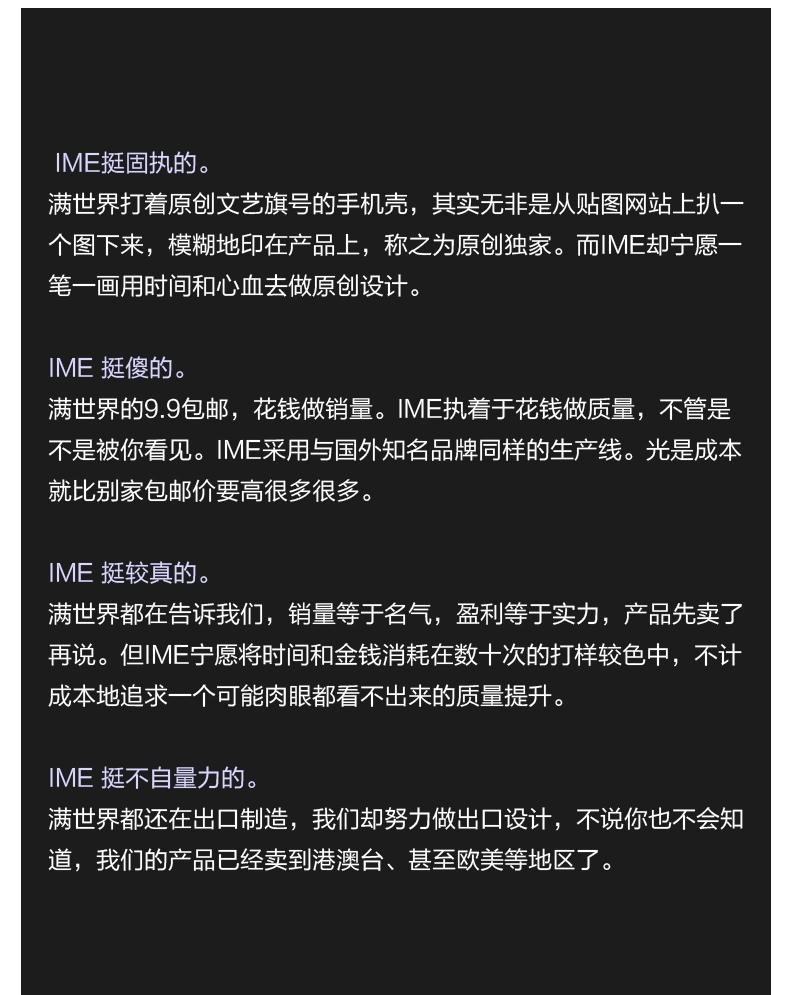 IME挺固执的。
满世界打着原创文艺旗号的手机壳，其实无非是从贴图网站上扒一
个图下来，模糊地印在产品上，称之为原创独家。而IME却宁愿一
笔一画用时间和心血去做原创设计。
IME 挺傻的。
满世界的9.9包邮，花钱做销量。IME执着于花钱做质量，不管是
不是被你看见。IME采用与国外知名品牌同样的生产线。光是成本
就比别家包邮价要高很多很多。
IME 挺较真的。
满世界都在告诉我们，销量等于名气，盈利等于实力，产品先卖了
再说。但IME宁愿将时间和金钱消耗在数十次的打样较色中，不计
成本地追求一个可能肉眼都看不出来的质量提升。
IME 挺不自量力的。
满世界都还在出口制造，我们却努力做出口设计，不说你也不会知
道，我们的产品已经卖到港澳台、甚至欧美等地区了。